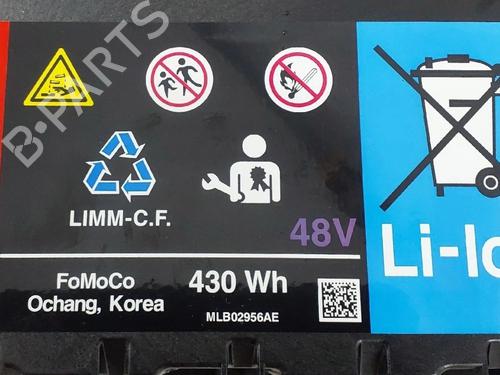 B-PARTS
LIMM-C.F.
48V
Li-Io
FoMoCo
Ochang, Korea
430 Wh
MLB02956AE